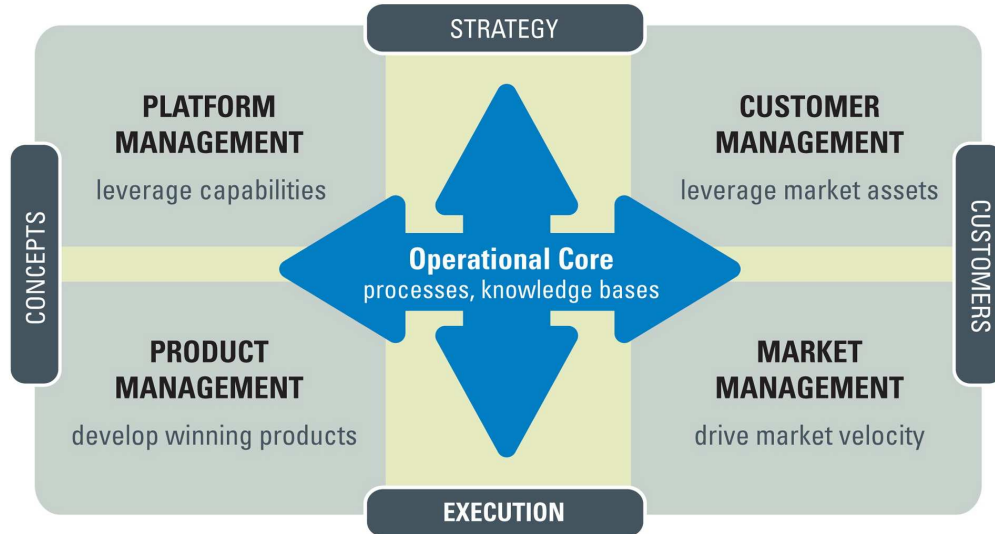 STRATEGY
PLATFORM
MANAGEMENT
leverage capabilities
CUSTOMER
MANAGEMENT
leverage market assets
CONCEPTS
Operational Core
processes, knowledge bases
CUSTOMERS
PRODUCT
MANAGEMENT
develop winning products
MARKET
MANAGEMENT
drive market velocity
EXECUTION